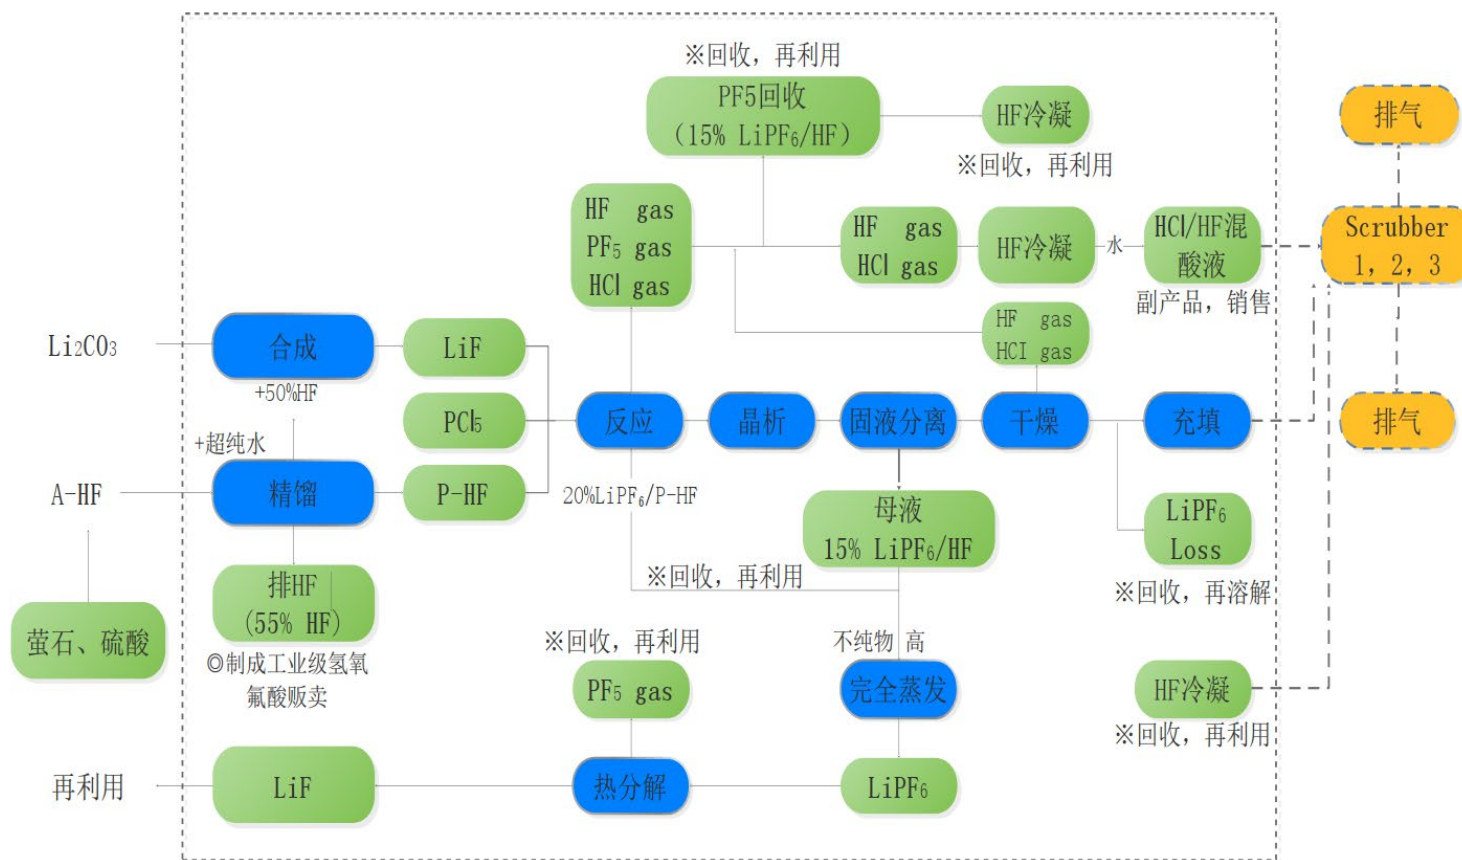 ※回收, 再利用
PF5回收
(15% LiPF₆/HF)
HF冷凝
※回收, 再利用
排气
HF gas
PF₅ gas
HCl gas
HF gas
HCl gas
HF冷凝
水
HCl/HF混
酸液
副产品, 销售
Scrubber
1, 2, 3
HF gas
HCI gas
Li₂CO₃
合成
+50%HF
LiF
PCl₅
反应
晶析
固液分离
干燥
充填
排气
+超纯水
A-HF
精馏
P-HF
20%LiPF₆/P-HF
母液
15% LiPF₆/HF
LiPF₆
Loss
※回收, 再溶解
※回收, 再利用
排HF
(55% HF)
◎制成工业级氢氧
氟酸贩卖
萤石、硫酸
※回收, 再利用
PF₅ gas
不纯物 高
完全蒸发
HF冷凝
※回收, 再利用
再利用
LiF
热分解
LiPF₆